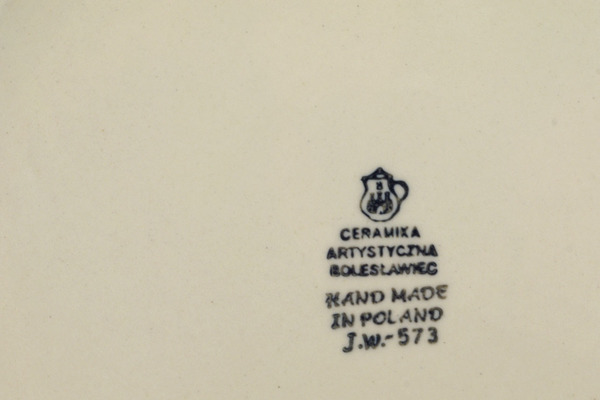 B
CERAMIKA
ARTYSTYCZNA
BOLESŁAWIEC
HAND MADE
IN POLAND
J.W.-573